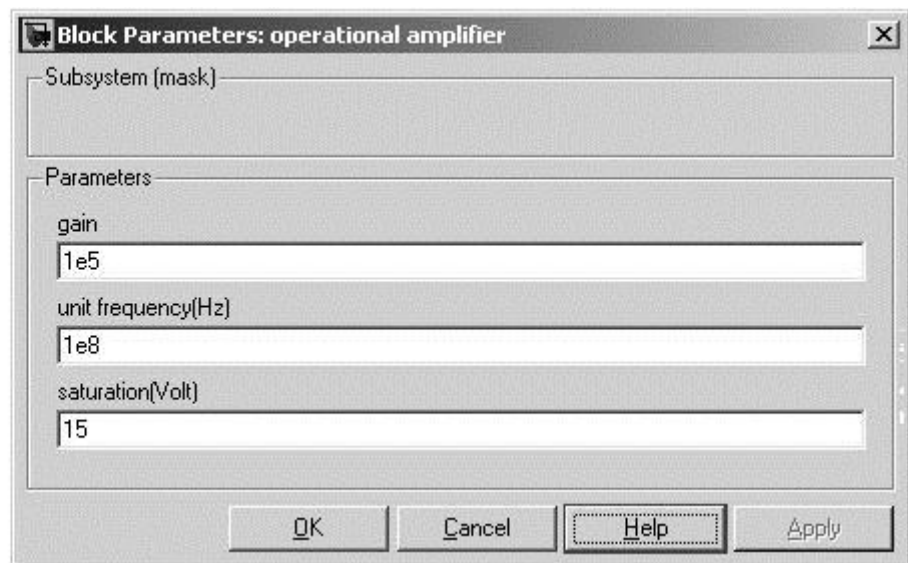 Block Parameters: operational amplifier
Subsystem (mask)
Parameters
gain
1e5
unit frequency(Hz)
1e8
saturation(Volt)
15
OK Cancel Help Apply